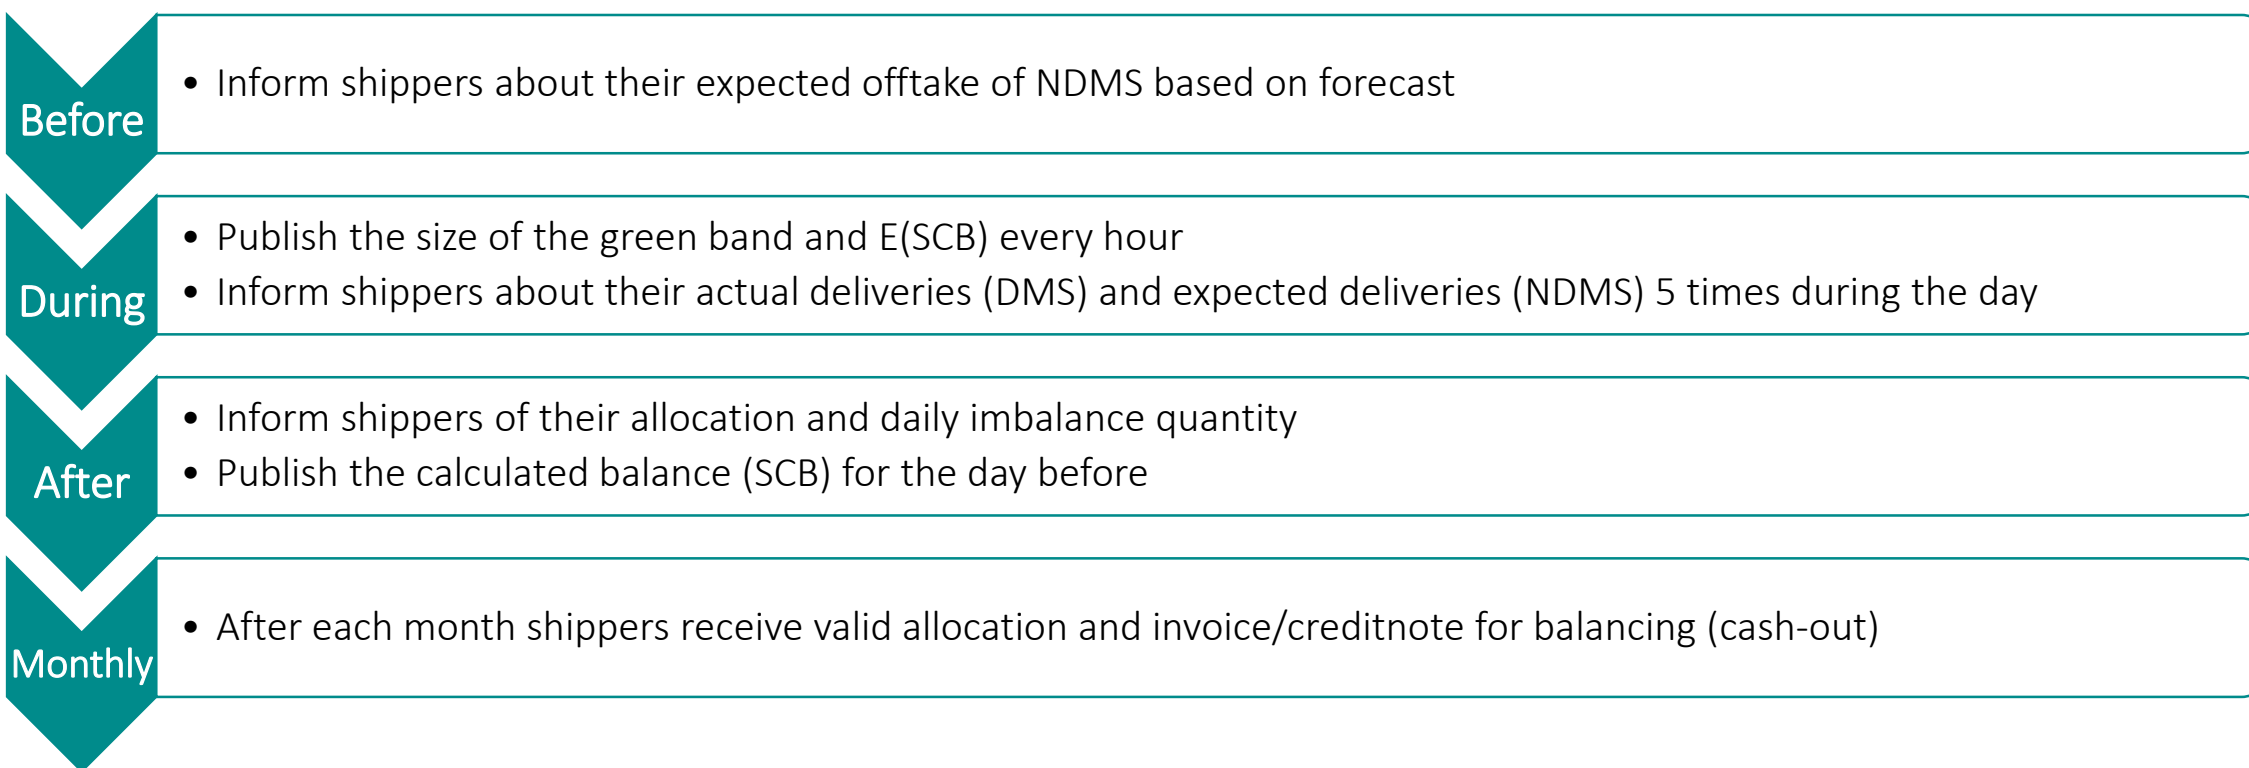 Before
• Inform shippers about their expected offtake of NDMS based on forecast
During
• Publish the size of the green band and E(SCB) every hour
• Inform shippers about their actual deliveries (DMS) and expected deliveries (NDMS) 5 times during the day
After
• Inform shippers of their allocation and daily imbalance quantity
• Publish the calculated balance (SCB) for the day before
Monthly
• After each month shippers receive valid allocation and invoice/creditnote for balancing (cash-out)